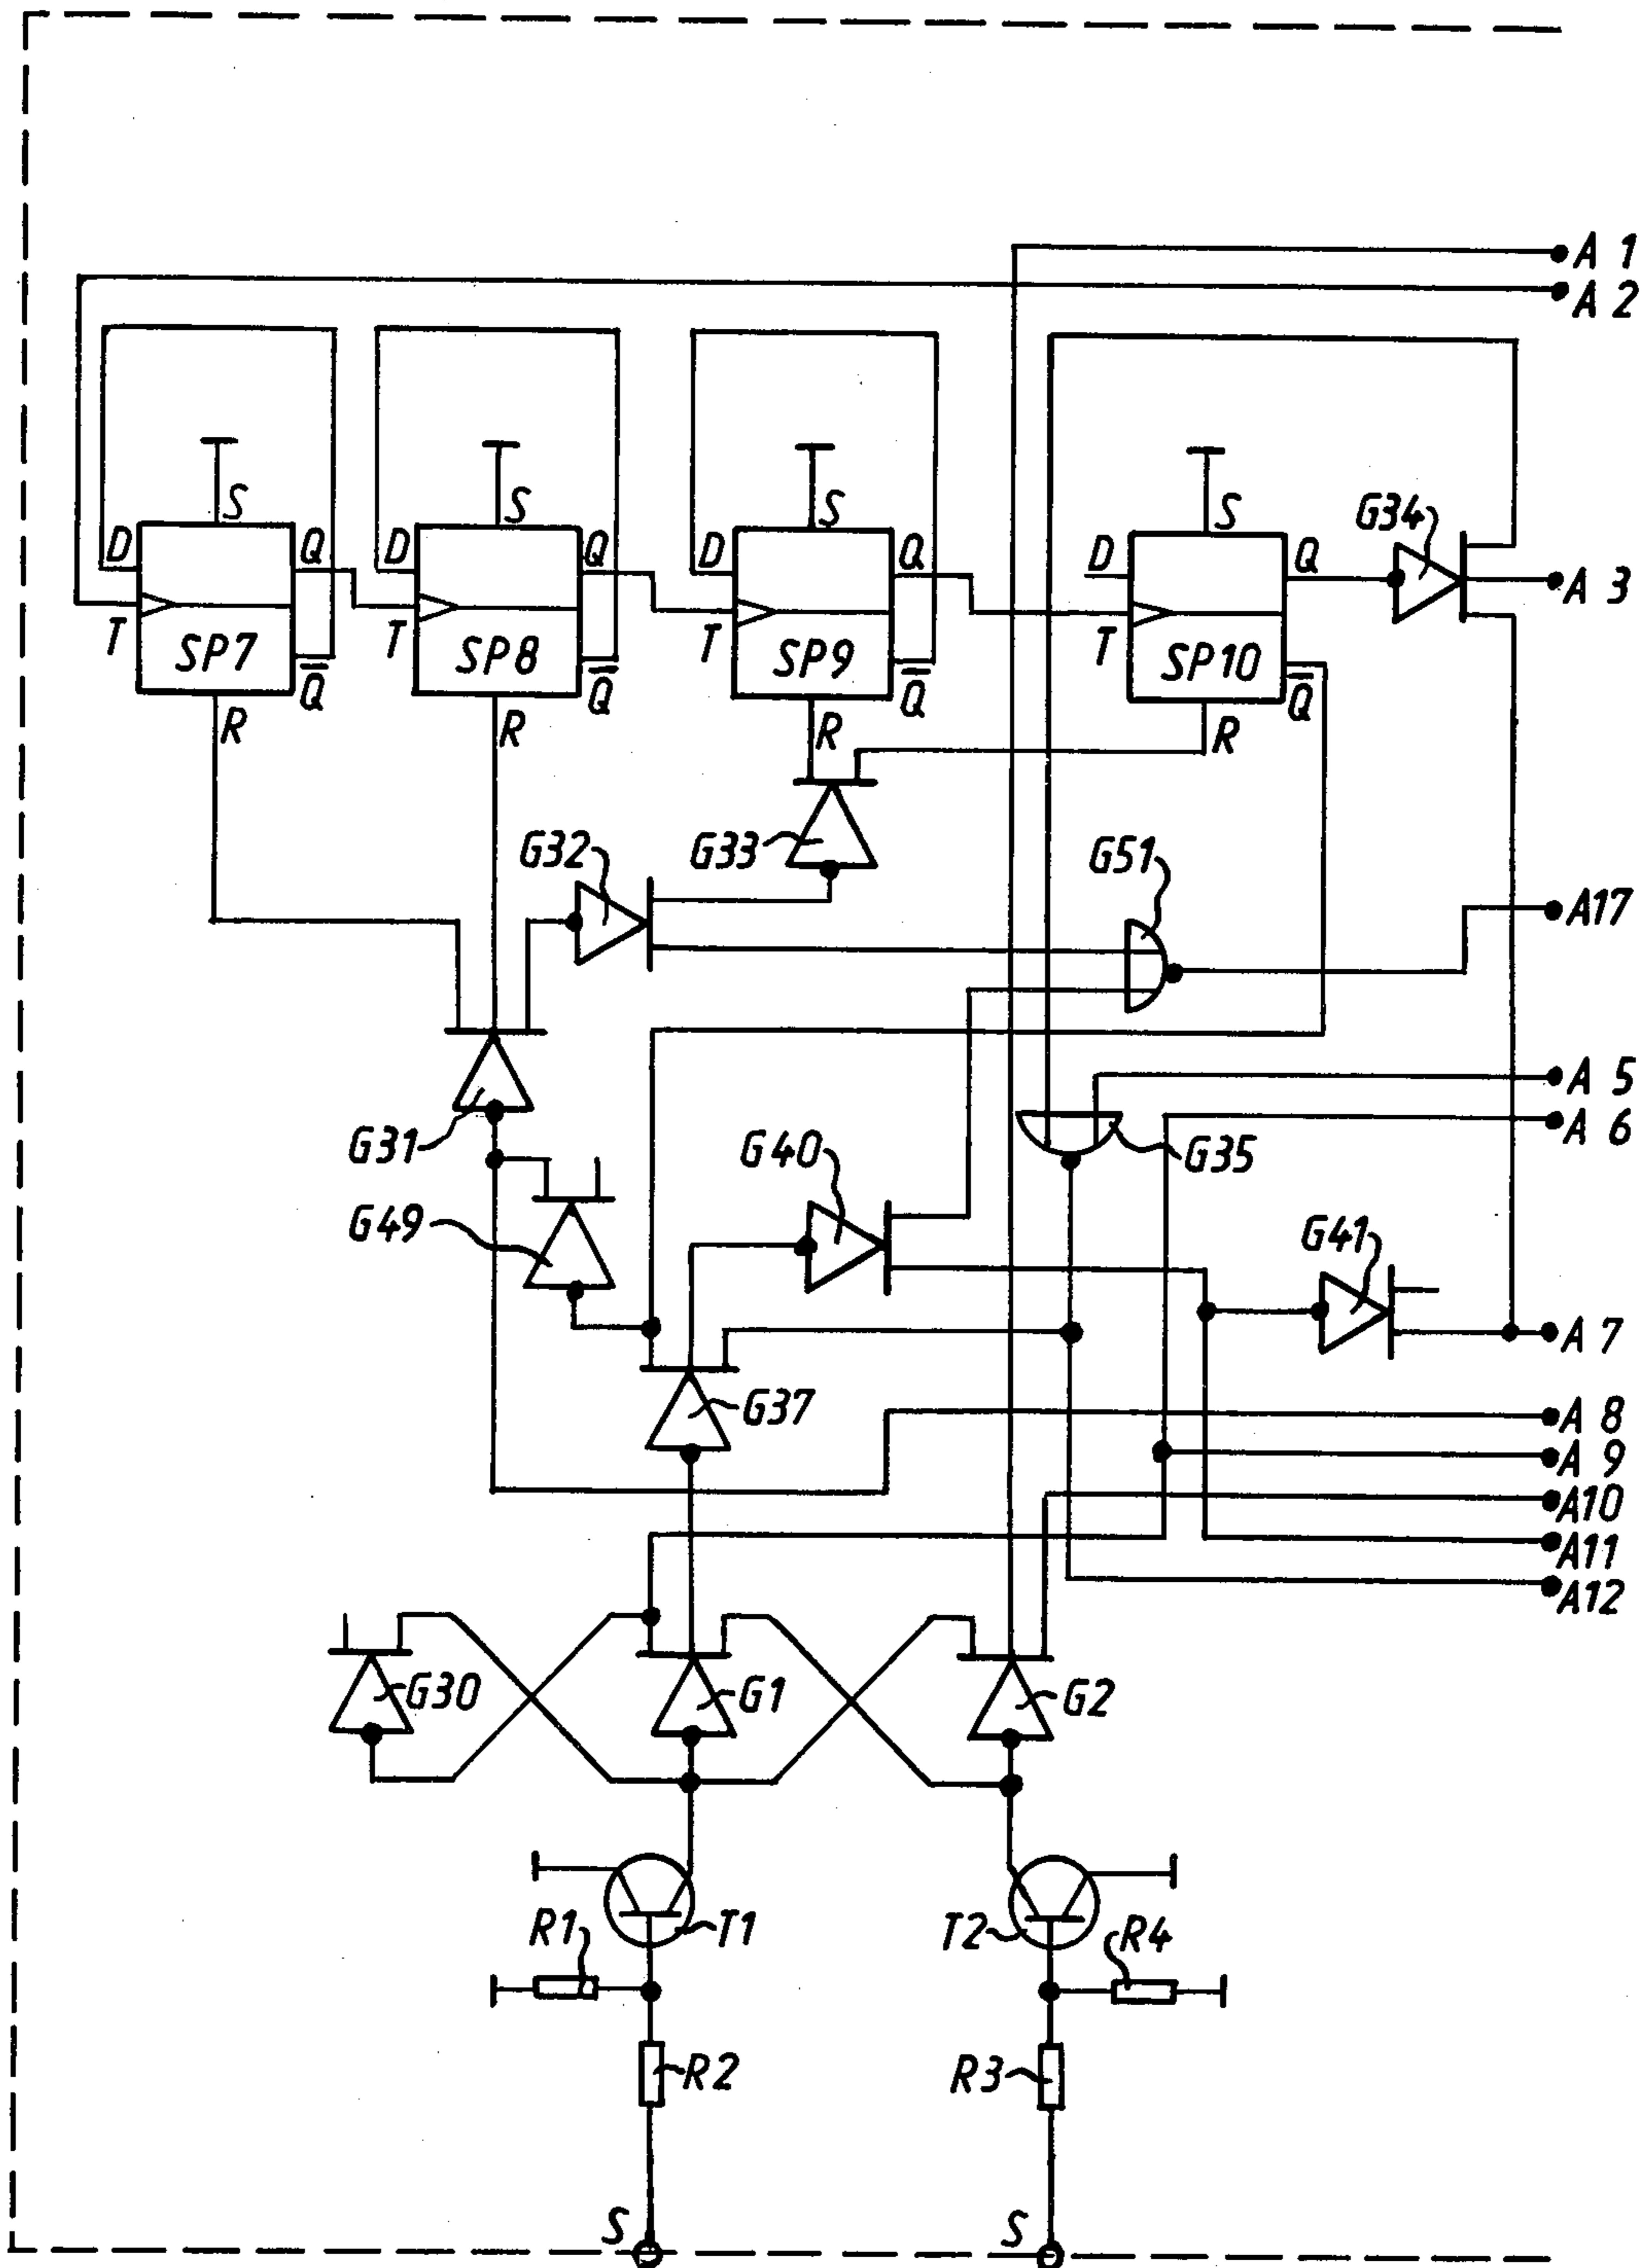 A 1
A 2
S
S
S
S
G34
D
Q
D
Q
D
Q
D
Q
A 3
T
SP7
Q̅
T
SP8
Q̅
T
SP9
Q̅
T
SP10
Q̅
R
R
R
R
G32
G33
G51
A17
A 5
A 6
G31
G40
G35
G49
G41
A 7
G37
A 8
A 9
A10
A11
A12
G30
G1
G2
R1
T1
T2
R4
R2
R3
S
S